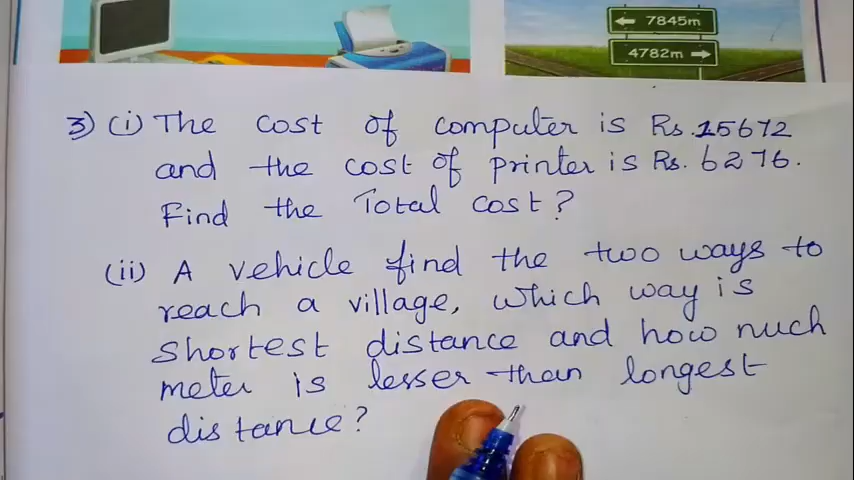 ← 7845m
4782m →
3) (i) The cost of computer is Rs. 15672
and the cost of printer is Rs. 6276.
Find the Total cost?
(ii) A vehicle find the two ways to
reach a village, which way is
shortest distance and how nuch
meter is lesser than longest
distance?